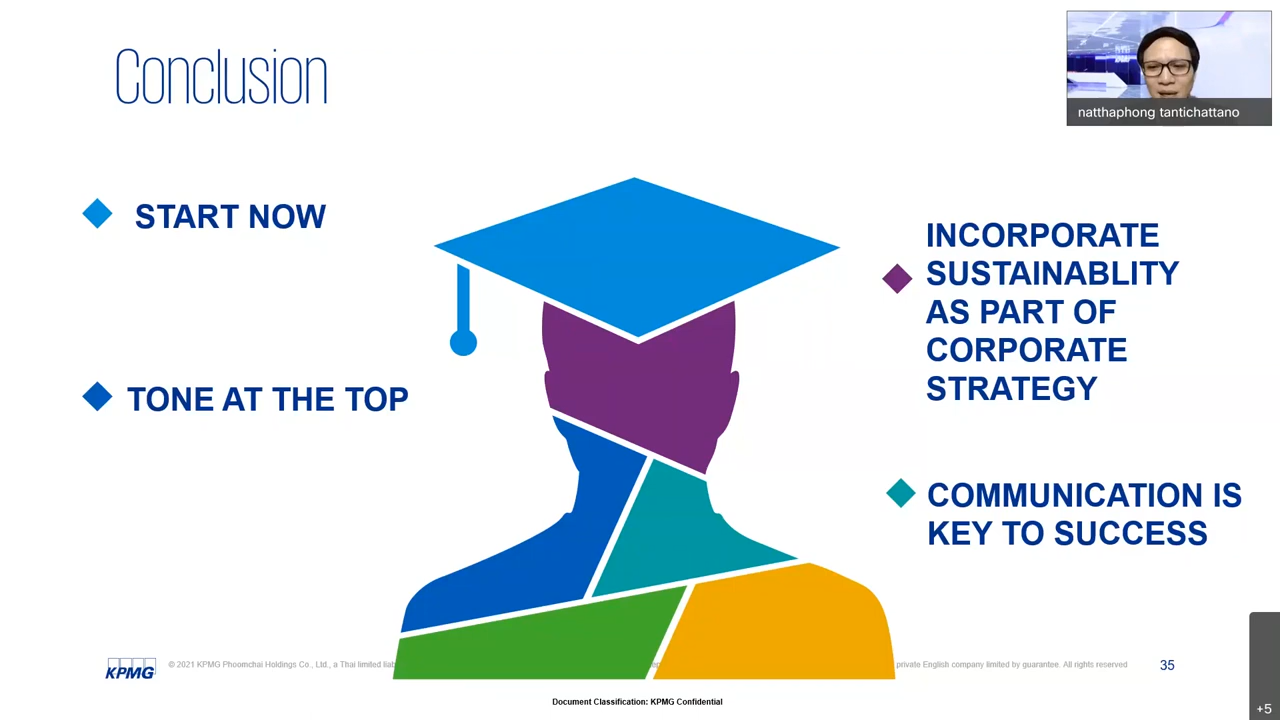 Conclusion
natthaphong tantichattano
START NOW
TONE AT THE TOP
INCORPORATE
SUSTAINABLITY
AS PART OF
CORPORATE
STRATEGY
COMMUNICATION IS
KEY TO SUCCESS
KPMG
© 2021 KPMG Phoomchai Holdings Co., Ltd., a Thai limited private English company limited by guarantee. All rights reserved
35
Document Classification: KPMG Confidential
+5